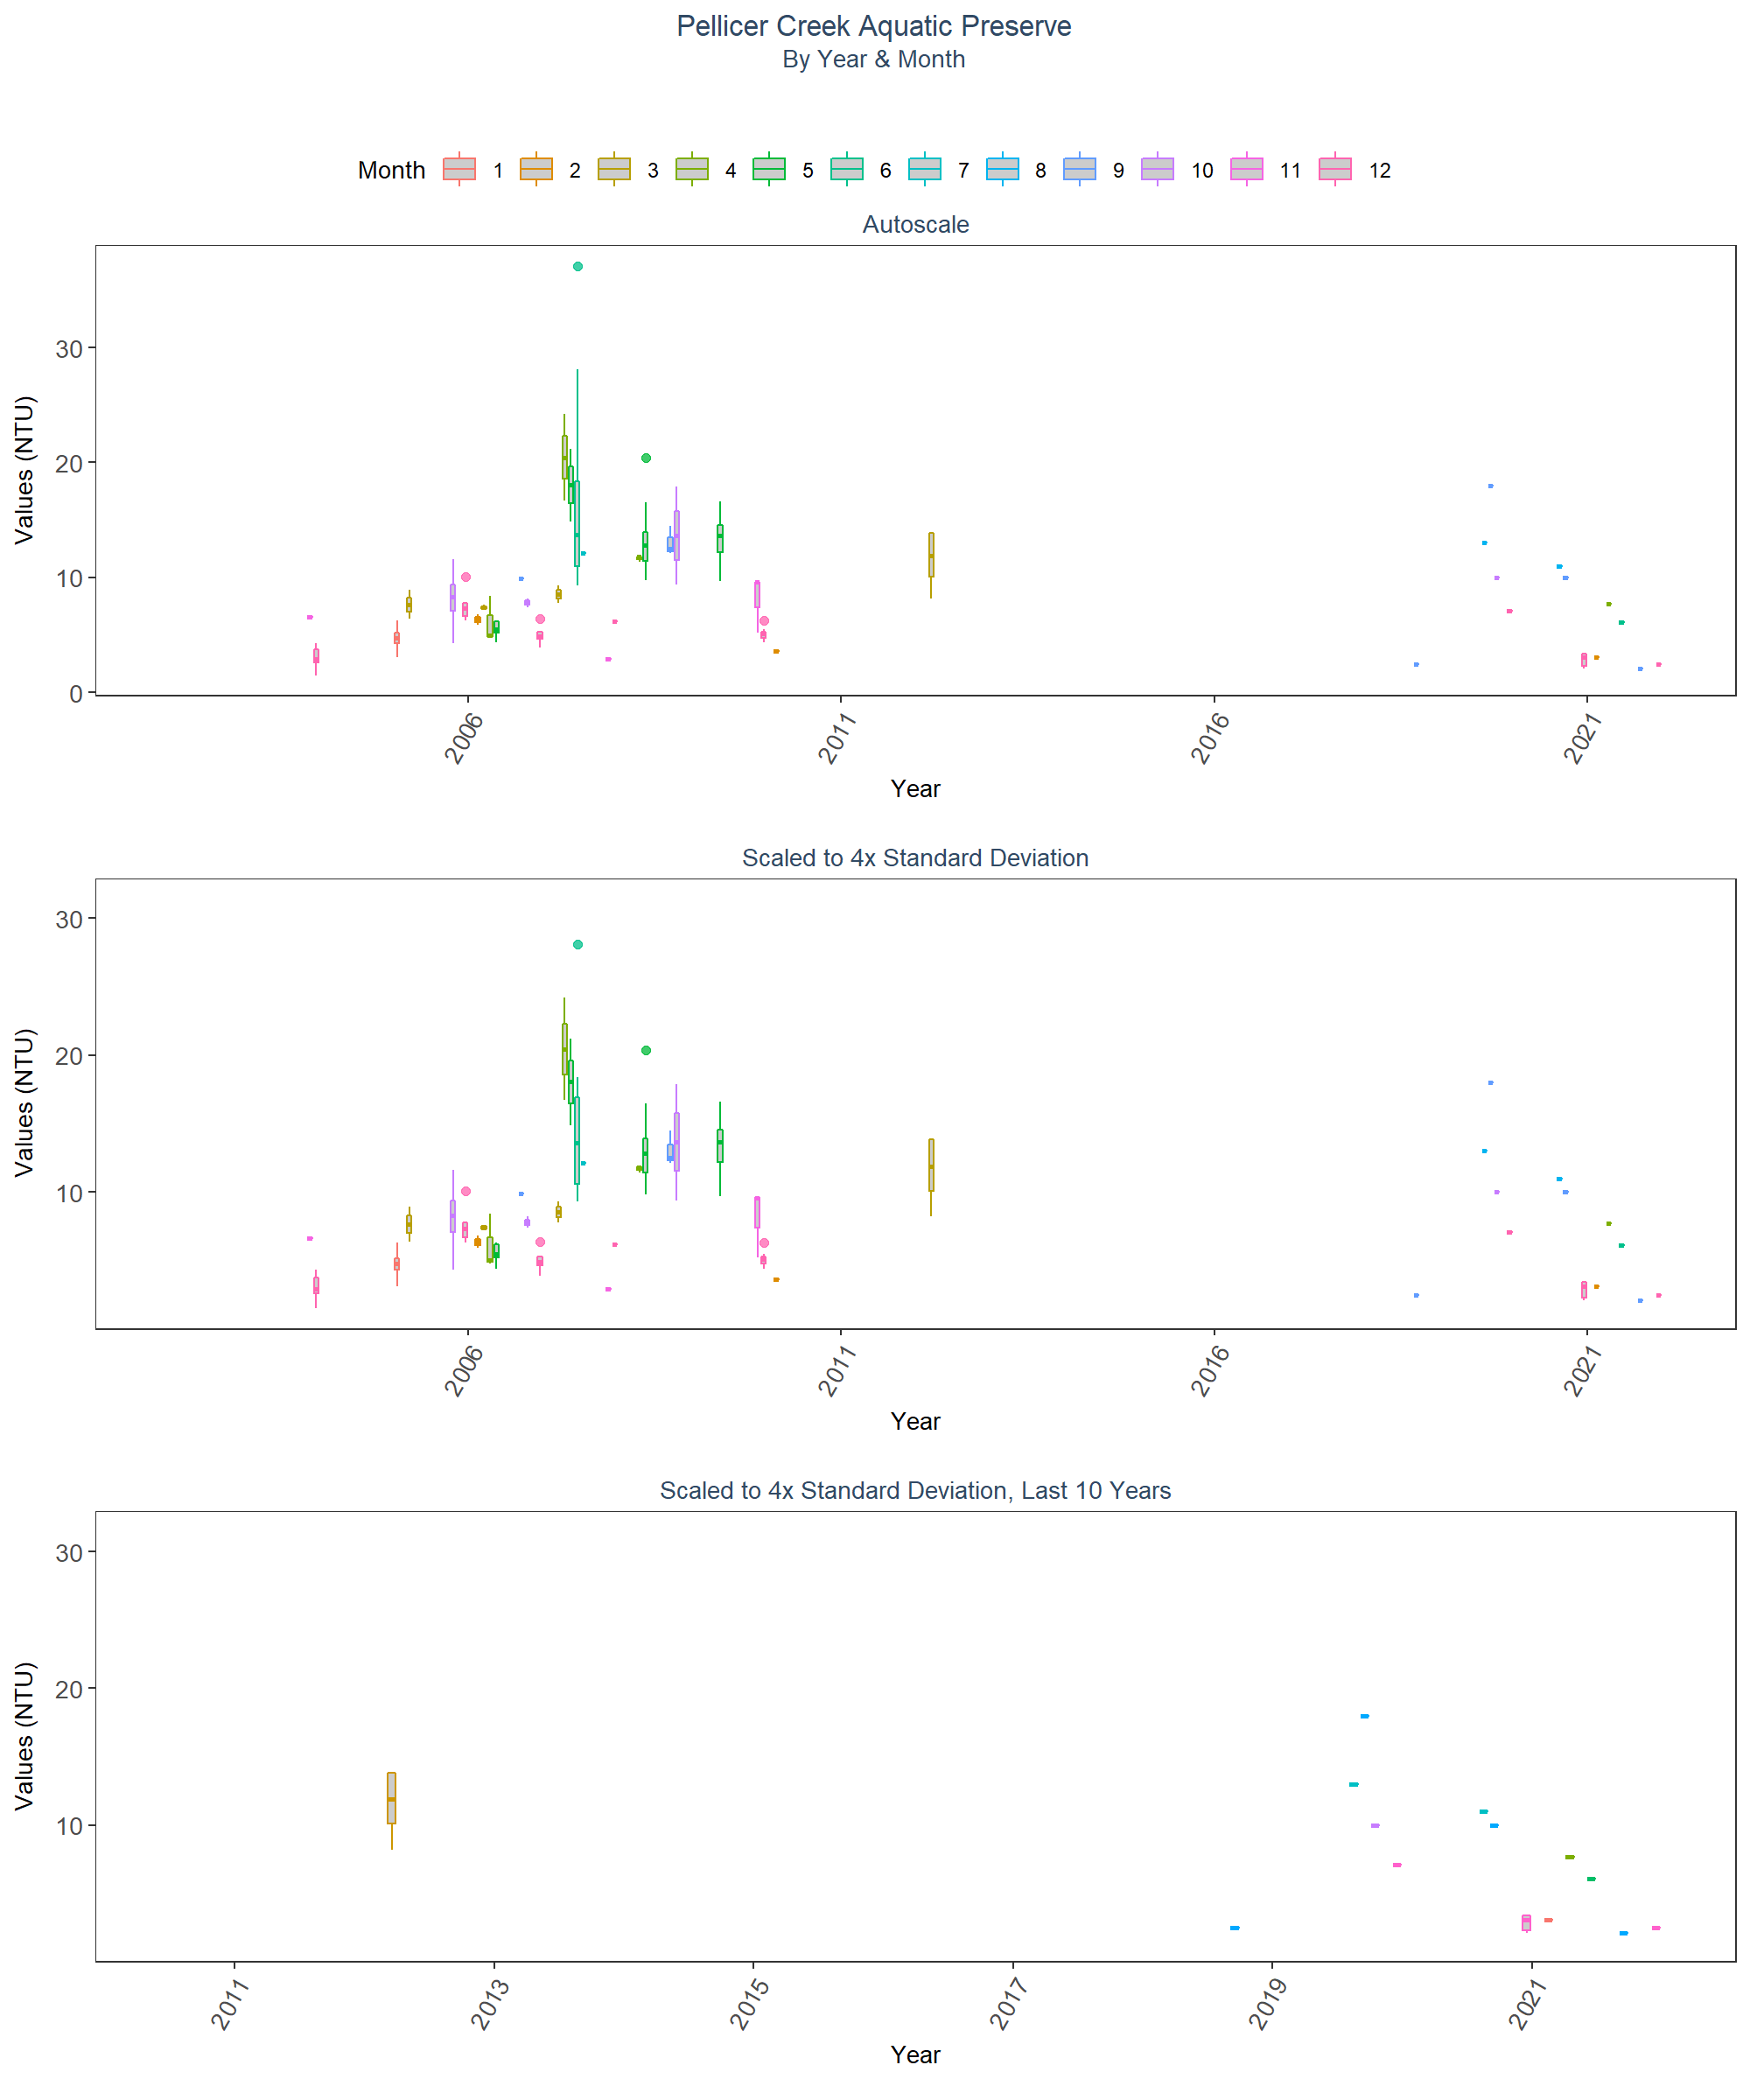 Pellicer Creek Aquatic Preserve
By Year & Month
Month 1 2 3 4 5 6 7 8 9 10 11 12
Autoscale
Values (NTU)
30
20
10
0
2006 2011 2016 2021
Year
Scaled to 4x Standard Deviation
Values (NTU)
30
20
10
2006 2011 2016 2021
Year
Scaled to 4x Standard Deviation, Last 10 Years
Values (NTU)
30
20
10
2011 2013 2015 2017 2019 2021
Year